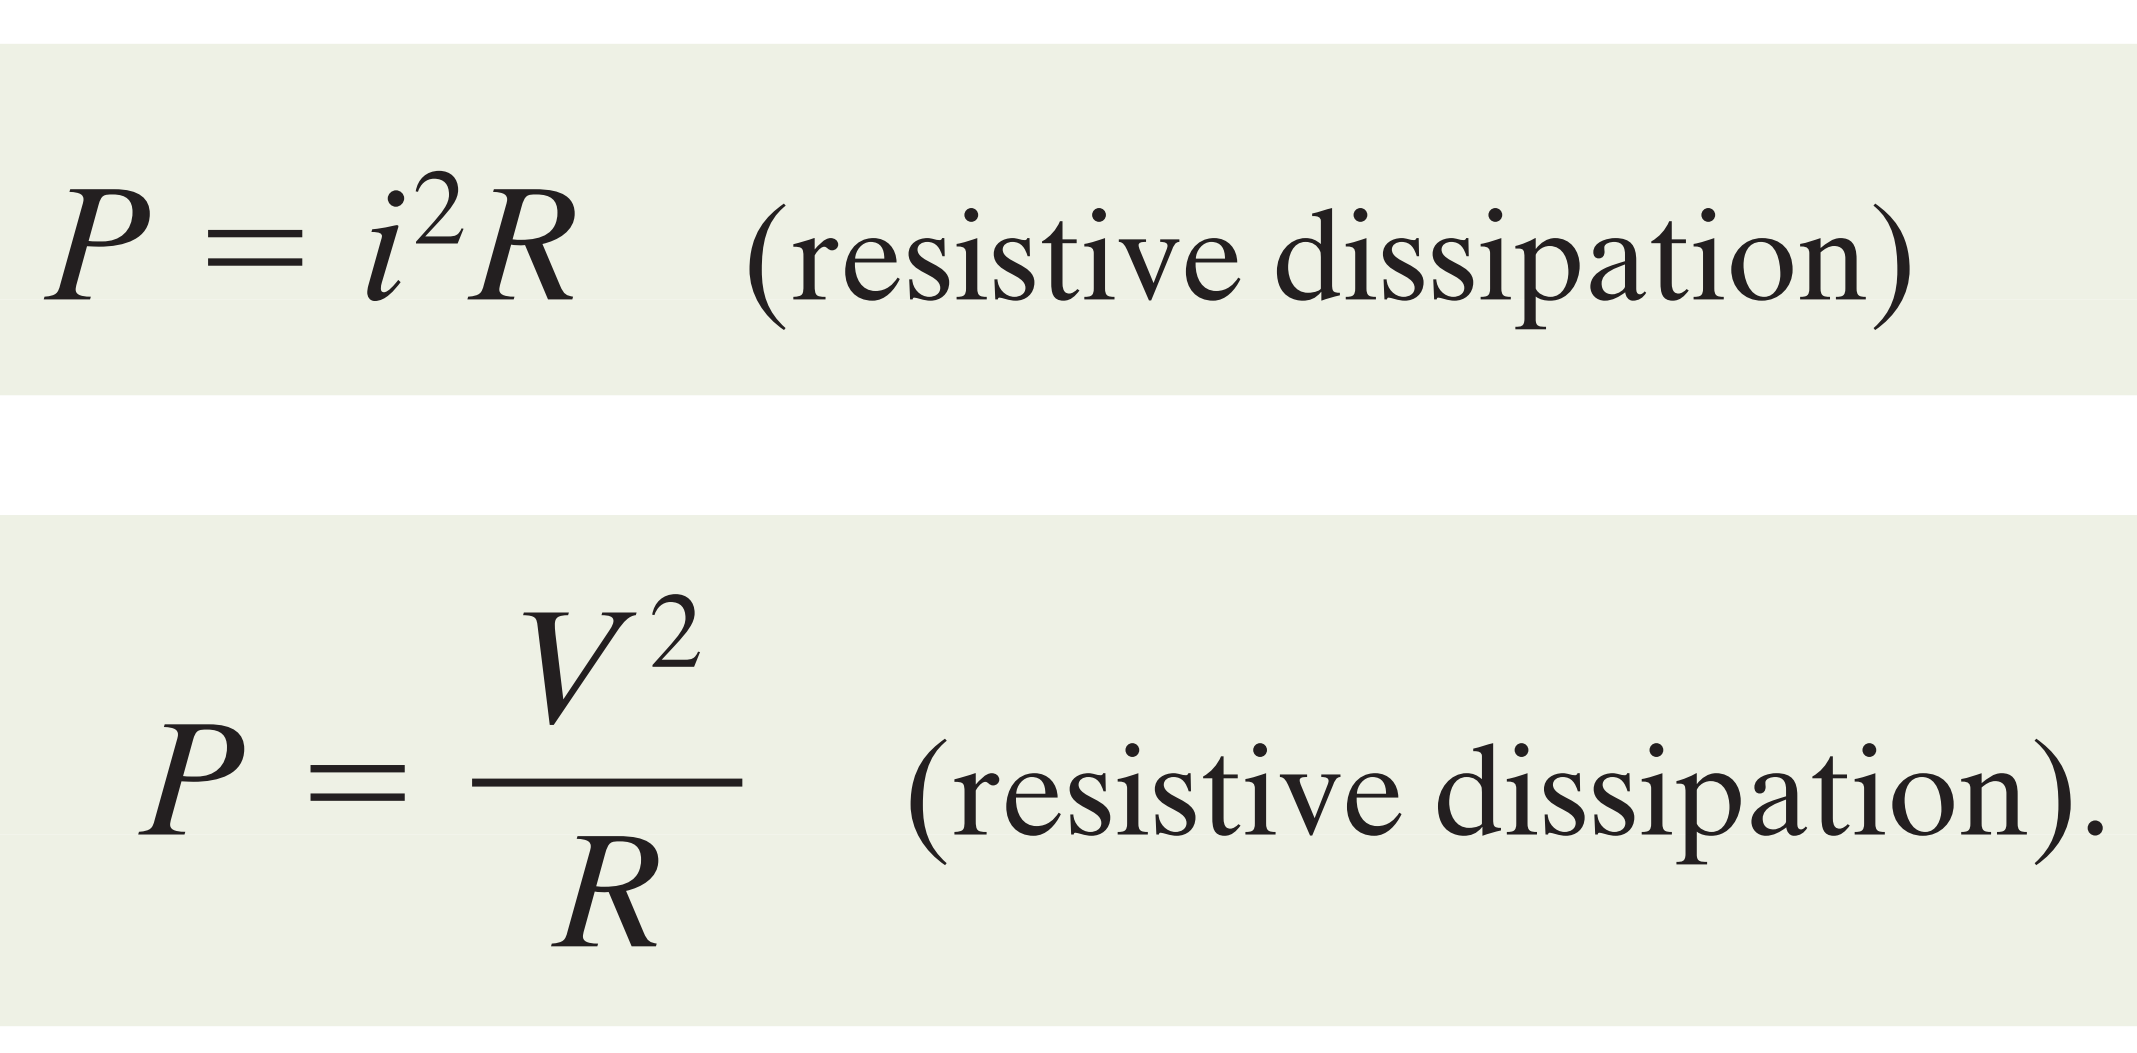 P = i²R (resistive dissipation)
P = V²/R (resistive dissipation).